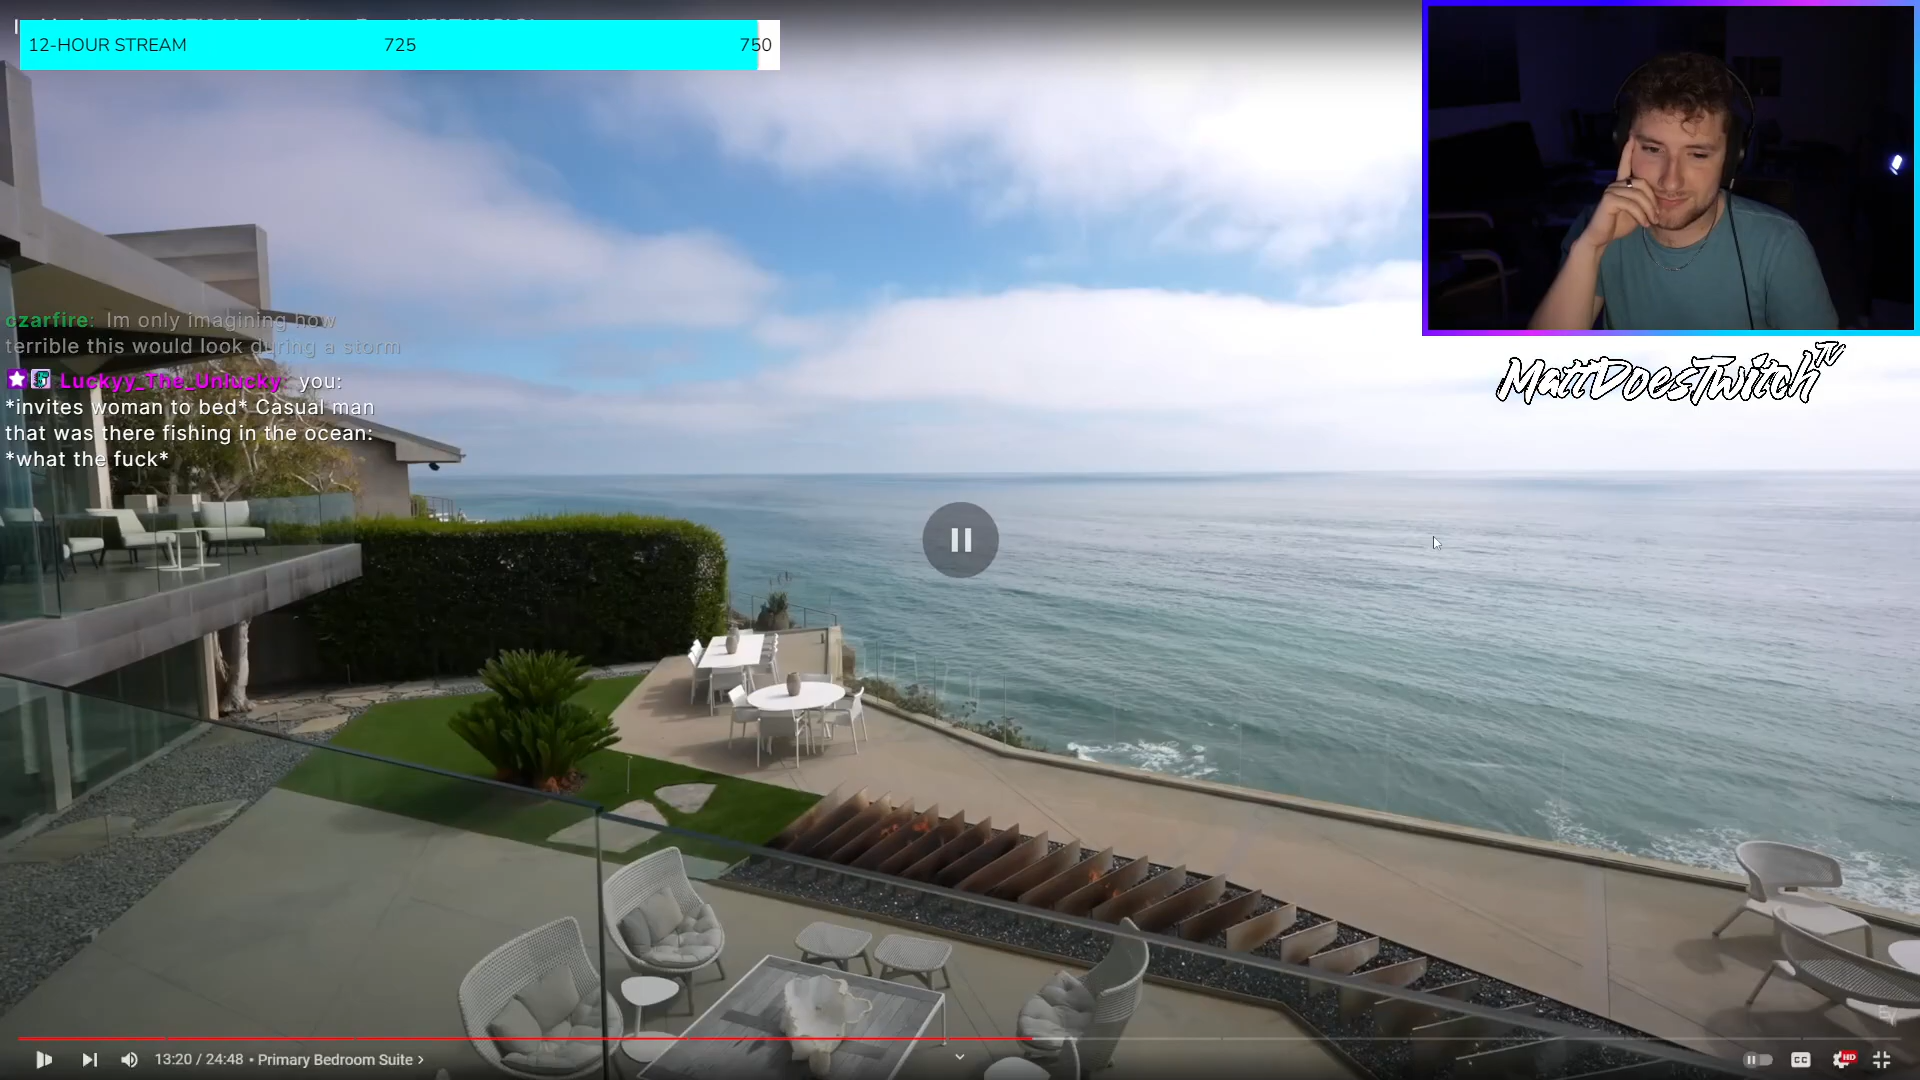 12-HOUR STREAM 725 750
czarfire: Im only imagining how
terrible this would look during a storm
Luckyy_The_Unlucky: you:
*invites woman to bed* Casual man
that was there fishing in the ocean:
*what the fuck*
MattDoesTwitch TV
13:20 / 24:48 • Primary Bedroom Suite
CC
HD